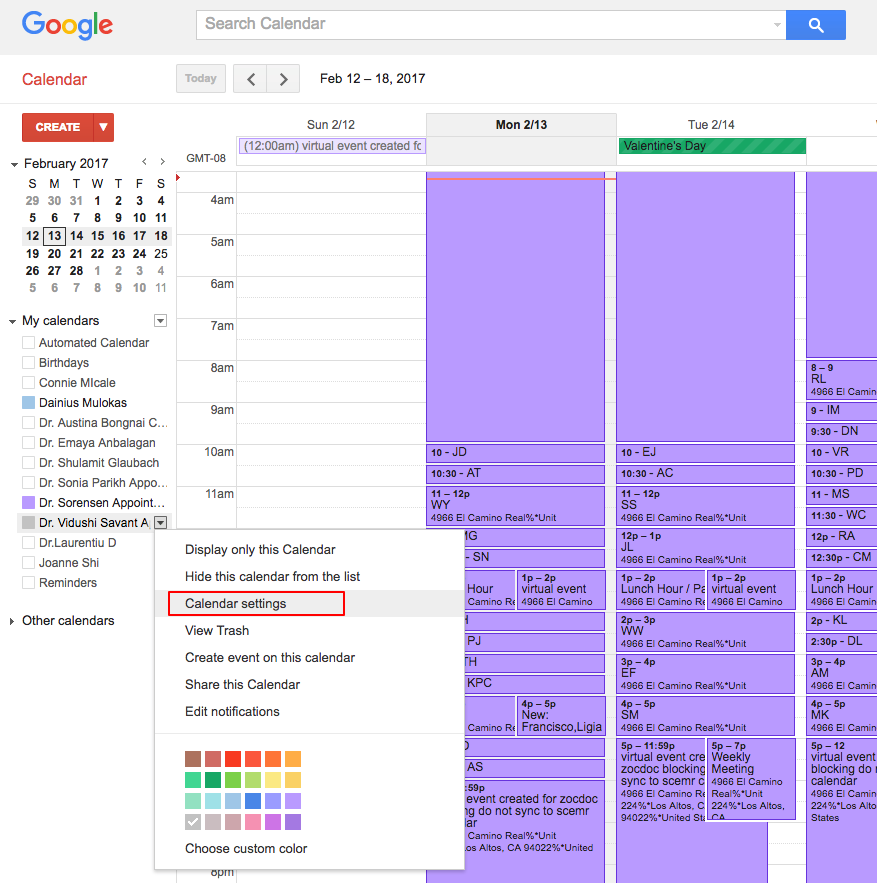 Google
Search Calendar
Calendar
Today
Feb 12 – 18, 2017
CREATE
February 2017
S M T W T F S
29 30 31 1 2 3 4
5 6 7 8 9 10 11
12 13 14 15 16 17 18
19 20 21 22 23 24 25
26 27 28 1 2 3 4
5 6 7 8 9 10 11
My calendars
Automated Calendar
Birthdays
Connie MIcale
Dainius Mulokas
Dr. Austina Bongnai C...
Dr. Emaya Anbalagan
Dr. Shulamit Glaubach
Dr. Sonia Parikh Appo...
Dr. Sorensen Appoint...
Dr. Vidushi Savant A
Dr.Laurentiu D
Joanne Shi
Reminders
Other calendars
Display only this Calendar
Hide this calendar from the list
Calendar settings
View Trash
Create event on this calendar
Share this Calendar
Edit notifications
Choose custom color
GMT-08
4am
5am
6am
7am
8am
9am
10am
11am
8pm
Sun 2/12
(12:00am) virtual event created fo
Mon 2/13
10 - JD
10:30 - AT
11 – 12p
WY
4966 El Camino Real%*Unit
MG
- SN
Hour
Camino Re
1p – 2p
virtual event
4966 El Camino
H
PJ
TH
KPC
Camino Re
4p – 5p
New:
Francisco,Ligia
AS
:59p
event created for zocdoc
ng do not sync to scemr
dar
Camino Real%*Unit
Los Altos, CA 94022%*United
Tue 2/14
Valentine's Day
10 - EJ
10:30 - AC
11 – 12p
SS
4966 El Camino Real%*Unit
12p – 1p
JL
4966 El Camino Real%*Unit
1p – 2p
Lunch Hour / Pa
4966 El Camino Re
1p – 2p
virtual event
4966 El Camino
2p – 3p
WW
4966 El Camino Real%*Unit
3p – 4p
EF
4966 El Camino Real%*Unit
4p – 5p
SM
4966 El Camino Real%*Unit
5p – 11:59p
virtual event cre
zocdoc blocking
sync to scemr ca
4966 El Camino Re
224%*Los Altos, C
94022%*United Sta
5p – 7p
Weekly
Meeting
4966 El Camino
Real%*Unit
224%*Los Altos,
CA
8 – 9
RL
4966 El Camino
9 - IM
9:30 - DN
10 - VR
10:30 - PD
11 - MS
11:30 - WC
12p - RA
12:30p - CM
1p – 2p
Lunch Hour
4966 El Camino
2p - KL
2:30p - DL
3p – 4p
AM
4966 El Camino
4p – 5p
MK
4966 El Camino
5p – 12
virtual event
blocking do n
calendar
4966 El Camino
224%*Los Altos
States